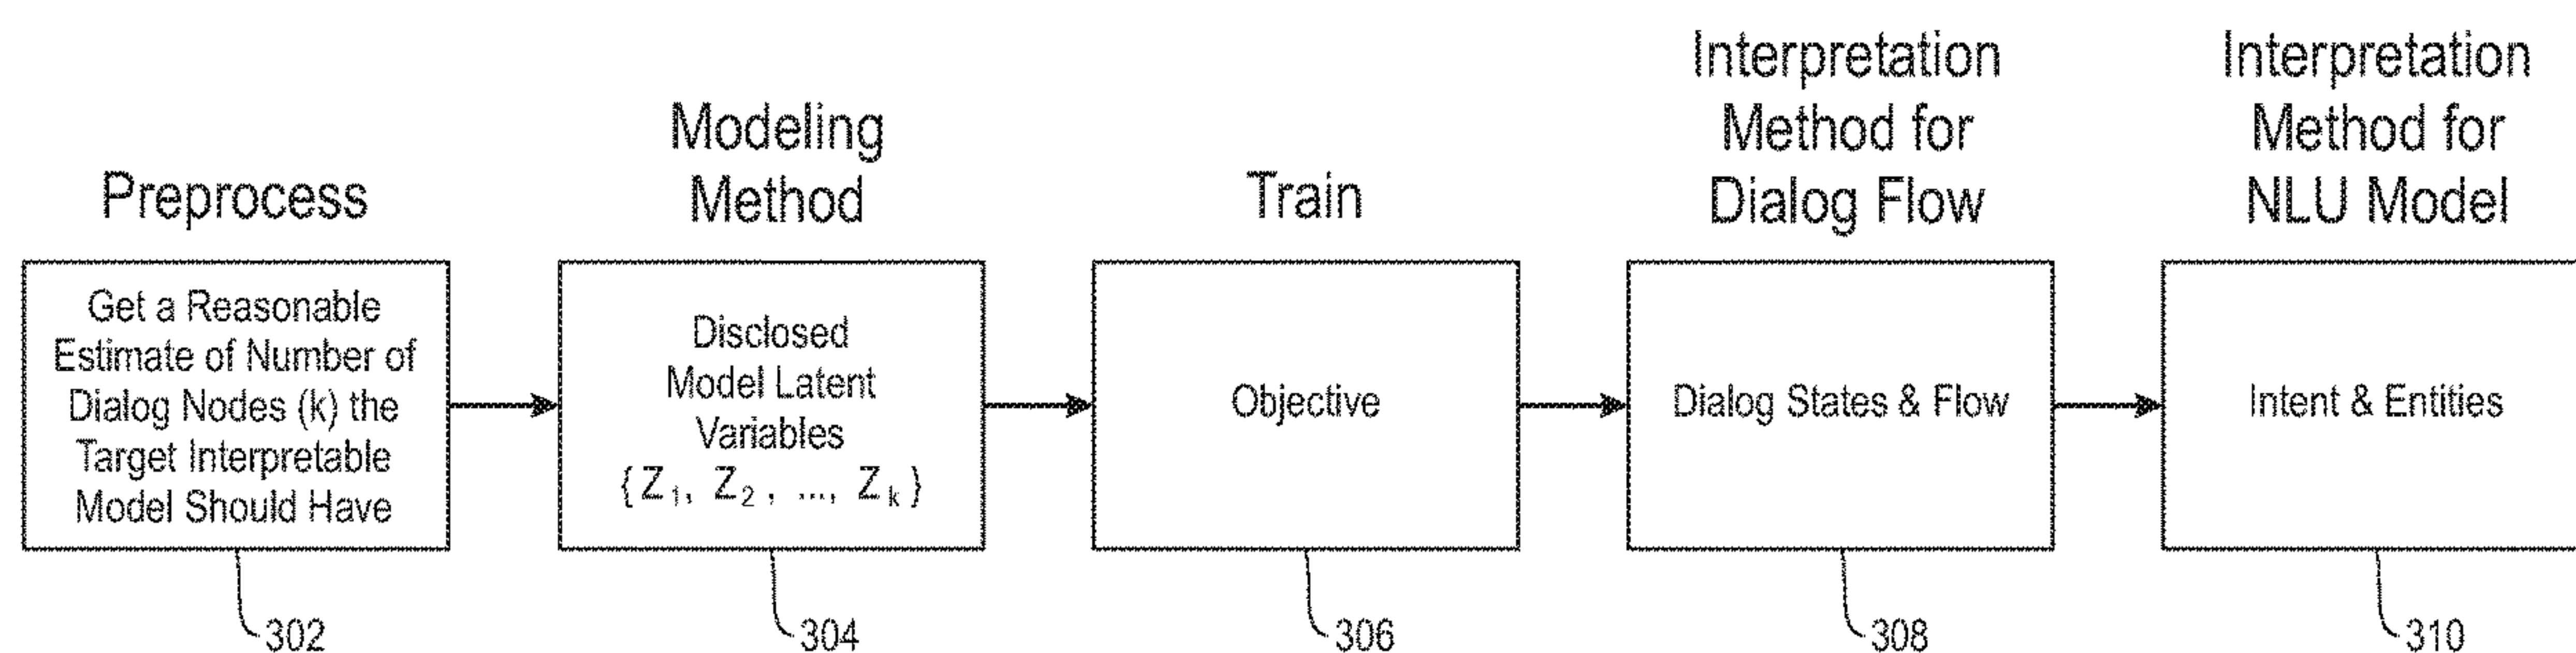 Preprocess
Get a Reasonable
Estimate of Number of
Dialog Nodes (k) the
Target Interpretable
Model Should Have
302
Modeling
Method
Disclosed
Model Latent
Variables
{Z1, Z2, ..., Zk}
304
Train
Objective
306
Interpretation
Method for
Dialog Flow
Dialog States & Flow
308
Interpretation
Method for
NLU Model
Intent & Entities
310